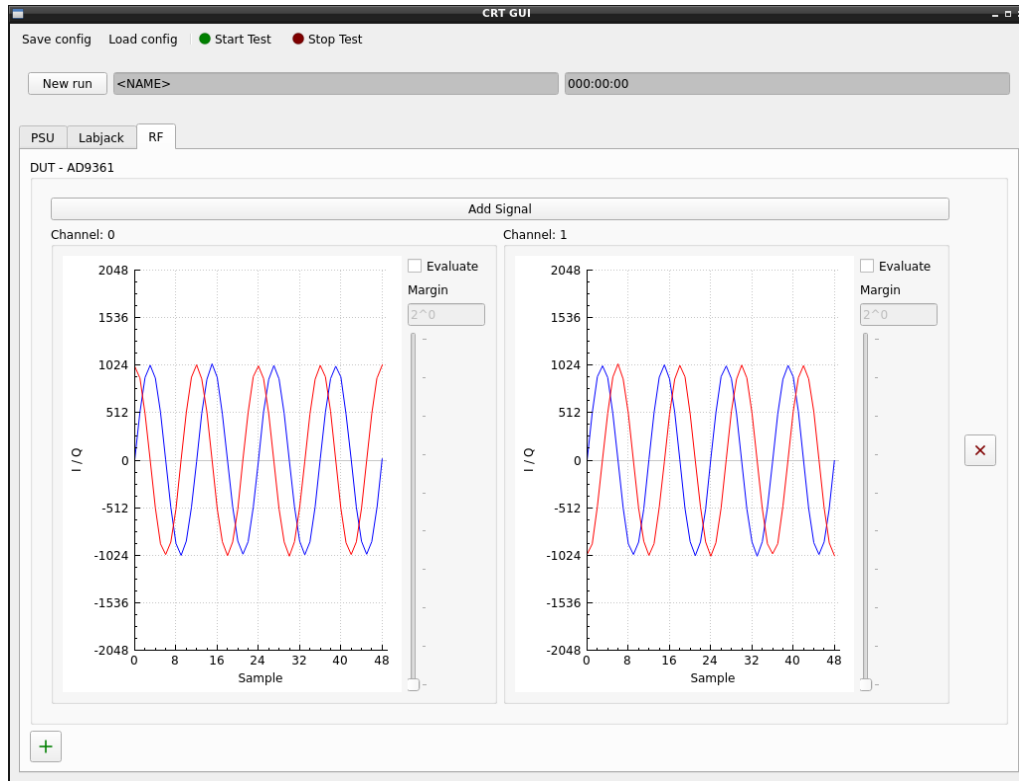 CRT GUI
Save config Load config Start Test Stop Test
New run <NAME> 000:00:00
PSU Labjack RF
DUT - AD9361
Add Signal
Channel: 0 Channel: 1
Evaluate Evaluate
Margin Margin
2^0 2^0
2048 2048
1536 1536
1024 1024
512 512
0 0
-512 -512
-1024 -1024
-1536 -1536
-2048 -2048
I / Q I / Q
0 8 16 24 32 40 48 0 8 16 24 32 40 48
Sample Sample